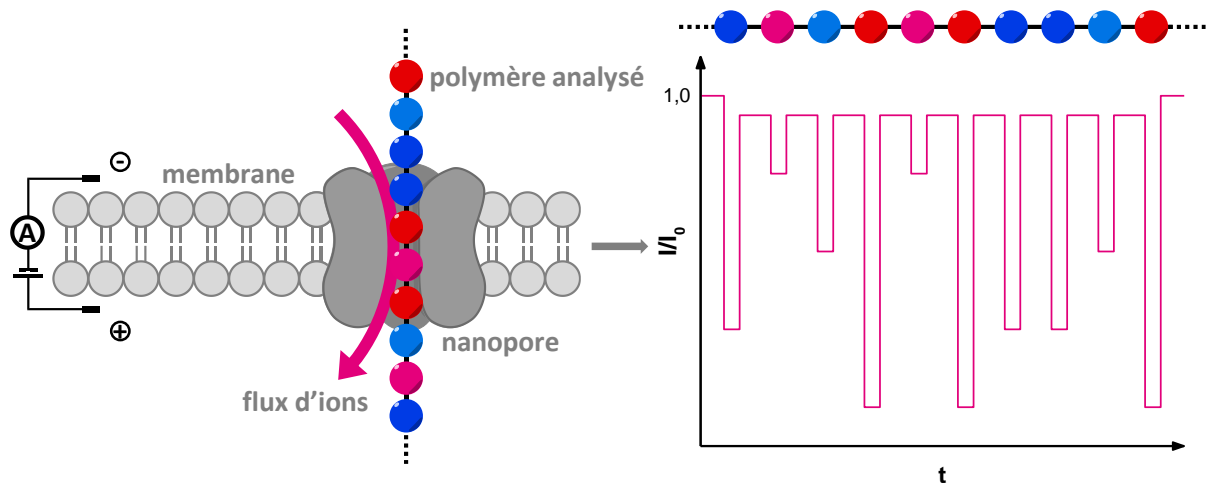 polymère analysé
membrane
⊖
A
⊕
nanopore
flux d’ions
1,0
I/I0
t